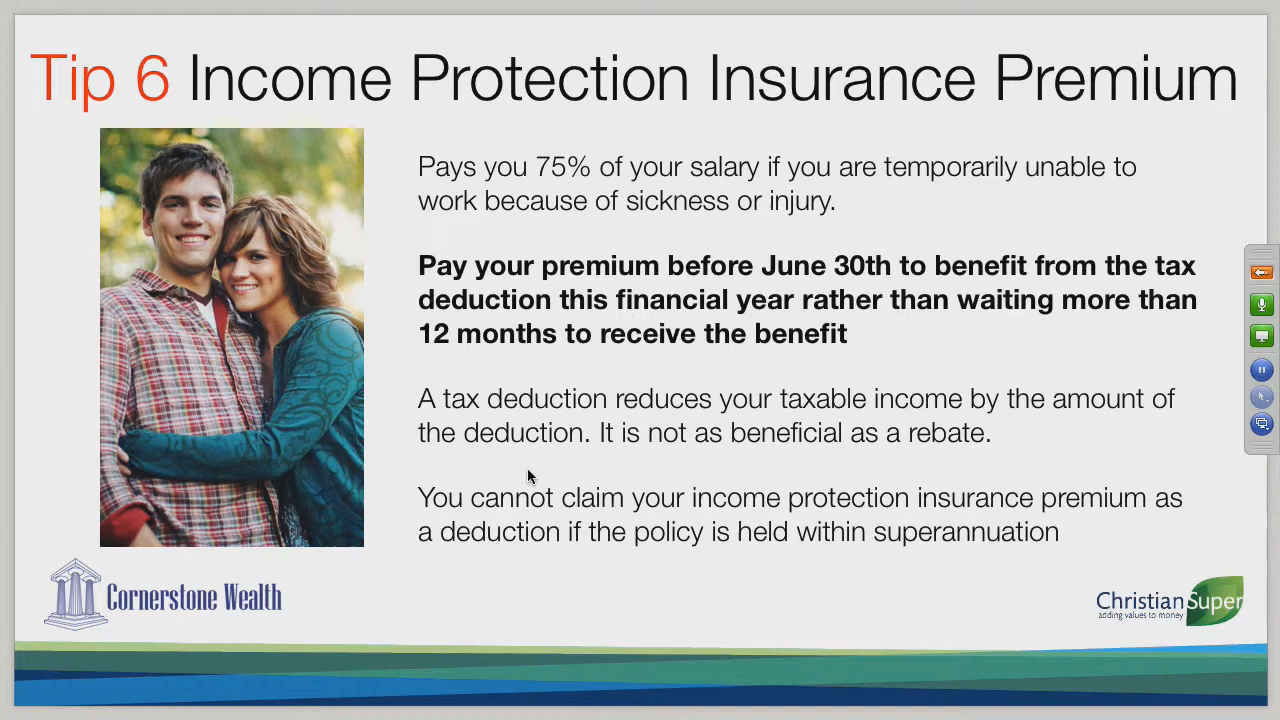 Tip 6 Income Protection Insurance Premium
Pays you 75% of your salary if you are temporarily unable to
work because of sickness or injury.
Pay your premium before June 30th to benefit from the tax
deduction this financial year rather than waiting more than
12 months to receive the benefit
A tax deduction reduces your taxable income by the amount of
the deduction. It is not as beneficial as a rebate.
You cannot claim your income protection insurance premium as
a deduction if the policy is held within superannuation
Cornerstone Wealth
ChristianSuper
adding values to money